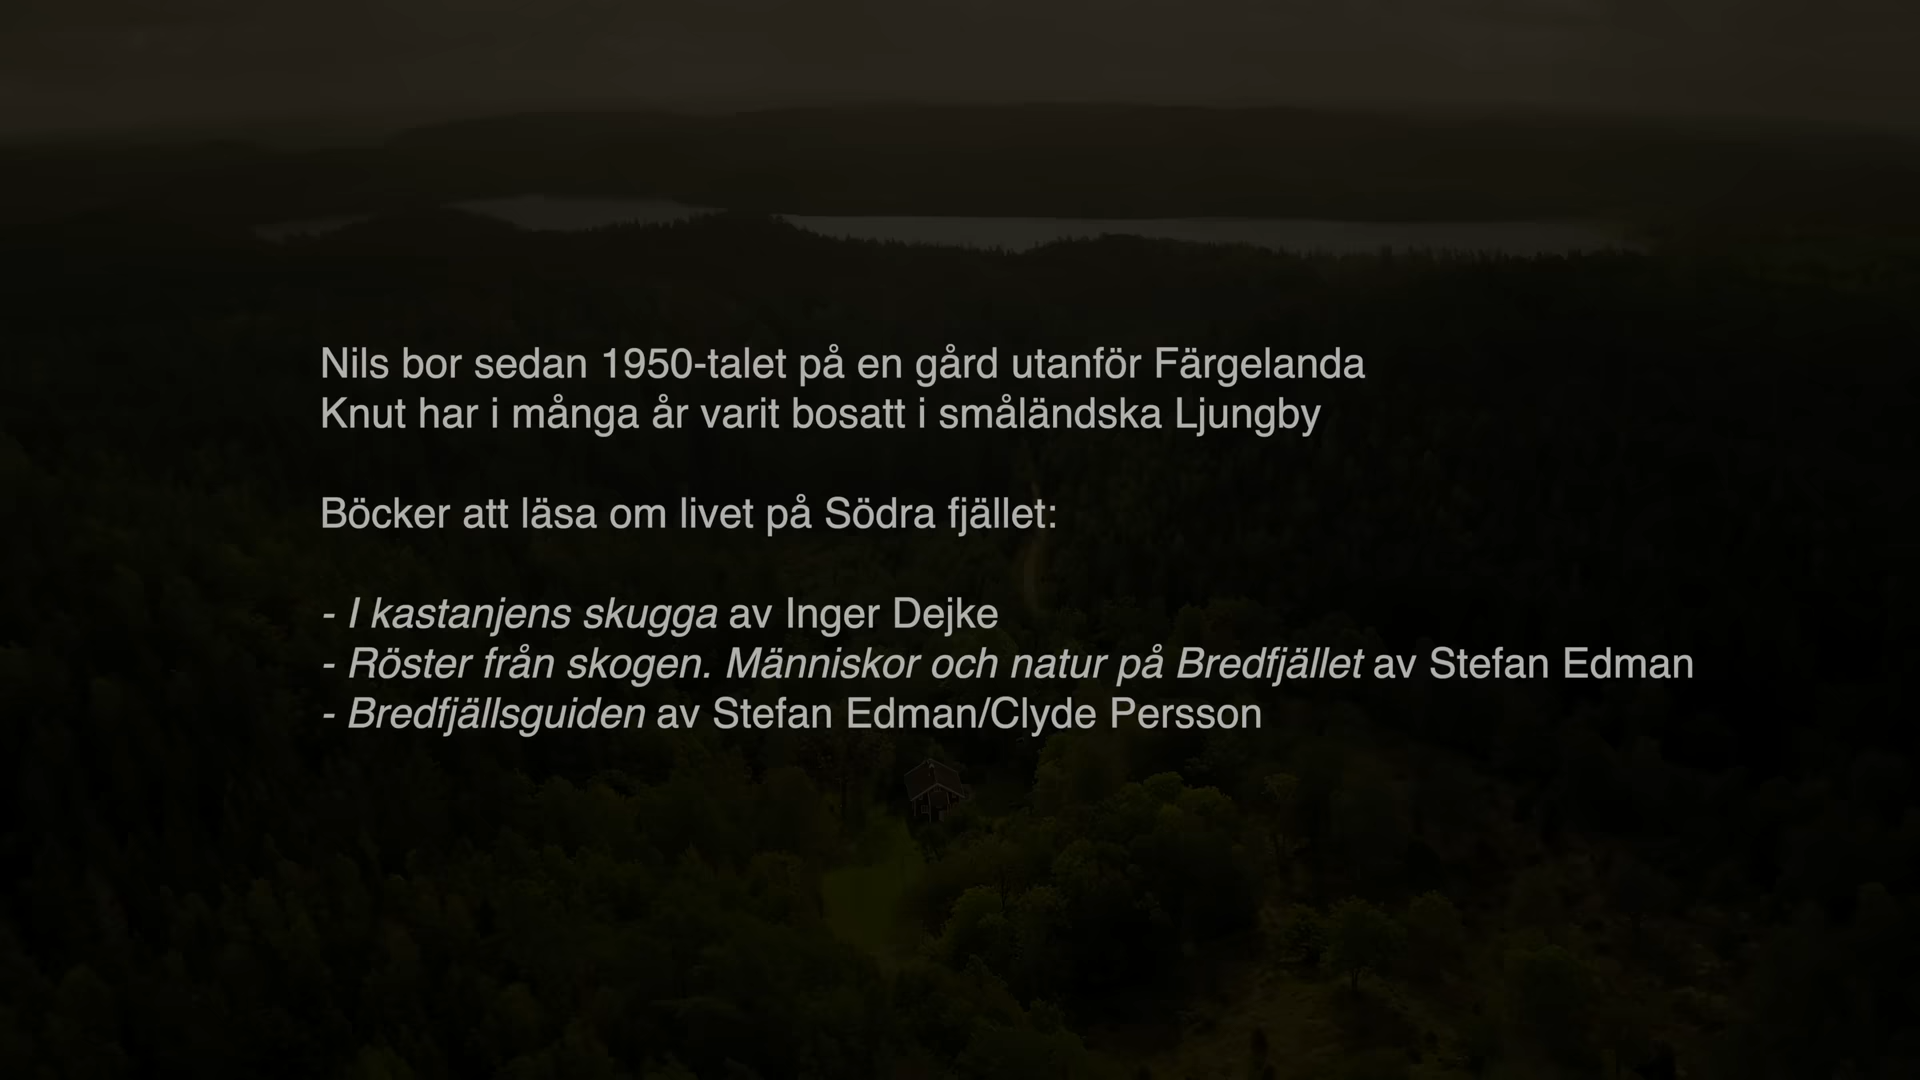 Nils bor sedan 1950-talet på en gård utanför Färgelanda
Knut har i många år varit bosatt i småländska Ljungby
Böcker att läsa om livet på Södra fjället:
- I kastanjens skugga av Inger Dejke
- Röster från skogen. Människor och natur på Bredfjället av Stefan Edman
- Bredfjällsguiden av Stefan Edman/Clyde Persson